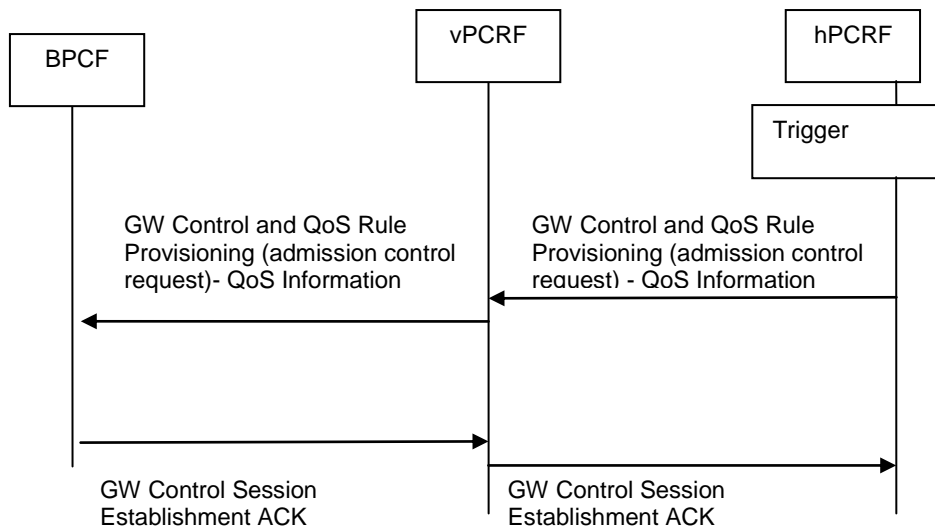 BPCF
vPCRF
hPCRF
Trigger
GW Control and QoS Rule
Provisioning (admission control
request)- QoS Information
GW Control and QoS Rule
Provisioning (admission control
request) - QoS Information
GW Control Session
Establishment ACK
GW Control Session
Establishment ACK